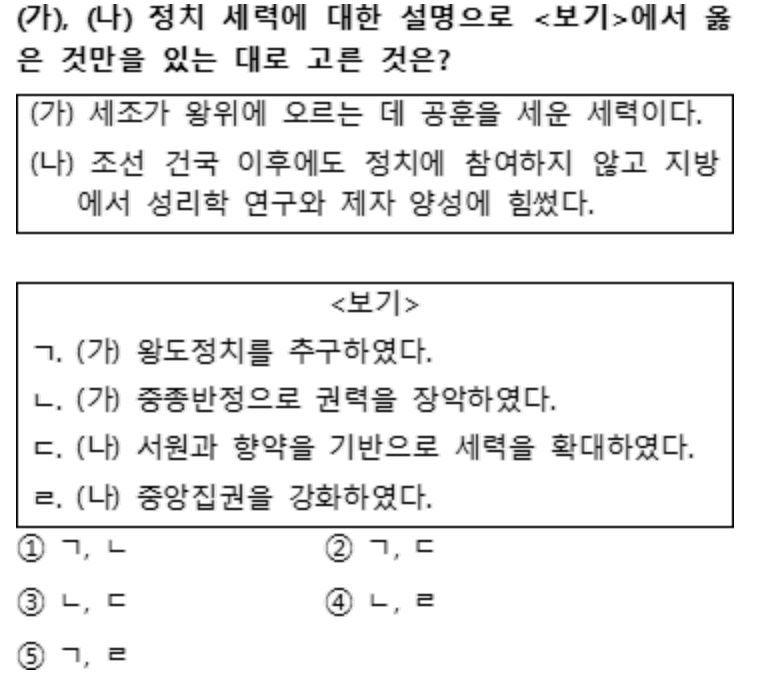 (가), (나) 정치 세력에 대한 설명으로 <보기>에서 옳
은 것만을 있는 대로 고른 것은?
(가) 세조가 왕위에 오르는 데 공훈을 세운 세력이다.
(나) 조선 건국 이후에도 정치에 참여하지 않고 지방
에서 성리학 연구와 제자 양성에 힘썼다.
<보기>
ㄱ. (가) 왕도정치를 추구하였다.
ㄴ. (가) 중종반정으로 권력을 장악하였다.
ㄷ. (나) 서원과 향약을 기반으로 세력을 확대하였다.
ㄹ. (나) 중앙집권을 강화하였다.
① ㄱ, ㄴ ② ㄱ, ㄷ
③ ㄴ, ㄷ ④ ㄴ, ㄹ
⑤ ㄱ, ㄹ